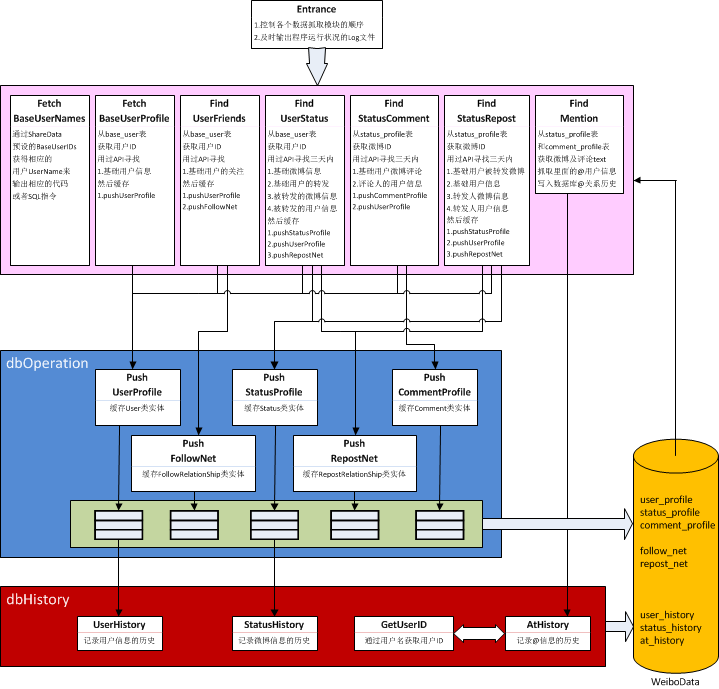 Entrance
1.控制各个数据抓取模块的顺序
2.及时输出程序运行状况的Log文件
Fetch
BaseUserNames
通过ShareData
预设的BaseUserIDs
获得相应的
用户UserName来
输出相应的代码
或者SQL指令
Fetch
BaseUserProfile
从base_user表
获取用户ID
用过API寻找
1.基础用户信息
然后缓存
1.pushUserProfile
Find
UserFriends
从base_user表
获取用户ID
用过API寻找
1.基础用户的关注
然后缓存
1.pushUserProfile
2.pushFollowNet
Find
UserStatus
从base_user表
获取用户ID
用过API寻找三天内
1.基础微博信息
2.基础用户的转发
3.被转发的微博信息
4.被转发的用户信息
然后缓存
1.pushStatusProfile
2.pushUserProfile
3.pushRepostNet
Find
StatusComment
从status_profile表
获取微博ID
用过API寻找三天内
1.基础用户微博评论
2.评论人的用户信息
1.pushCommentProfile
2.pushUserProfile
Find
StatusRepost
从status_profile表
获取微博ID
用过API寻找三天内
1.基础用户被转发微博
2.基础用户信息
3.转发人微博信息
4.转发人用户信息
然后缓存
1.pushStatusProfile
2.pushUserProfile
3.pushRepostNet
Find
Mention
从status_profile表
和comment_profile表
获取微博及评论text
抓取里面的@用户信息
写入数据库@关系历史
dbOperation
Push
UserProfile
缓存User类实体
Push
StatusProfile
缓存Status类实体
Push
CommentProfile
缓存Comment类实体
Push
FollowNet
缓存FollowRelationShip类实体
Push
RepostNet
缓存RepostRelationShip类实体
user_profile
status_profile
comment_profile
follow_net
repost_net
user_history
status_history
at_history
WeiboData
dbHistory
UserHistory
记录用户信息的历史
StatusHistory
记录微博信息的历史
GetUserID
通过用户名获取用户ID
AtHistory
记录@信息的历史